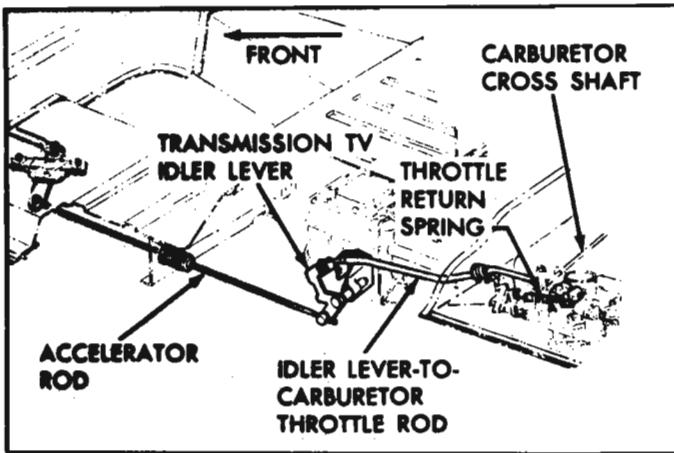 FRONT
CARBURETOR
CROSS SHAFT
TRANSMISSION TV
IDLER LEVER
THROTTLE
RETURN
SPRING
ACCELERATOR
ROD
IDLER LEVER-TO-
CARBURETOR
THROTTLE ROD